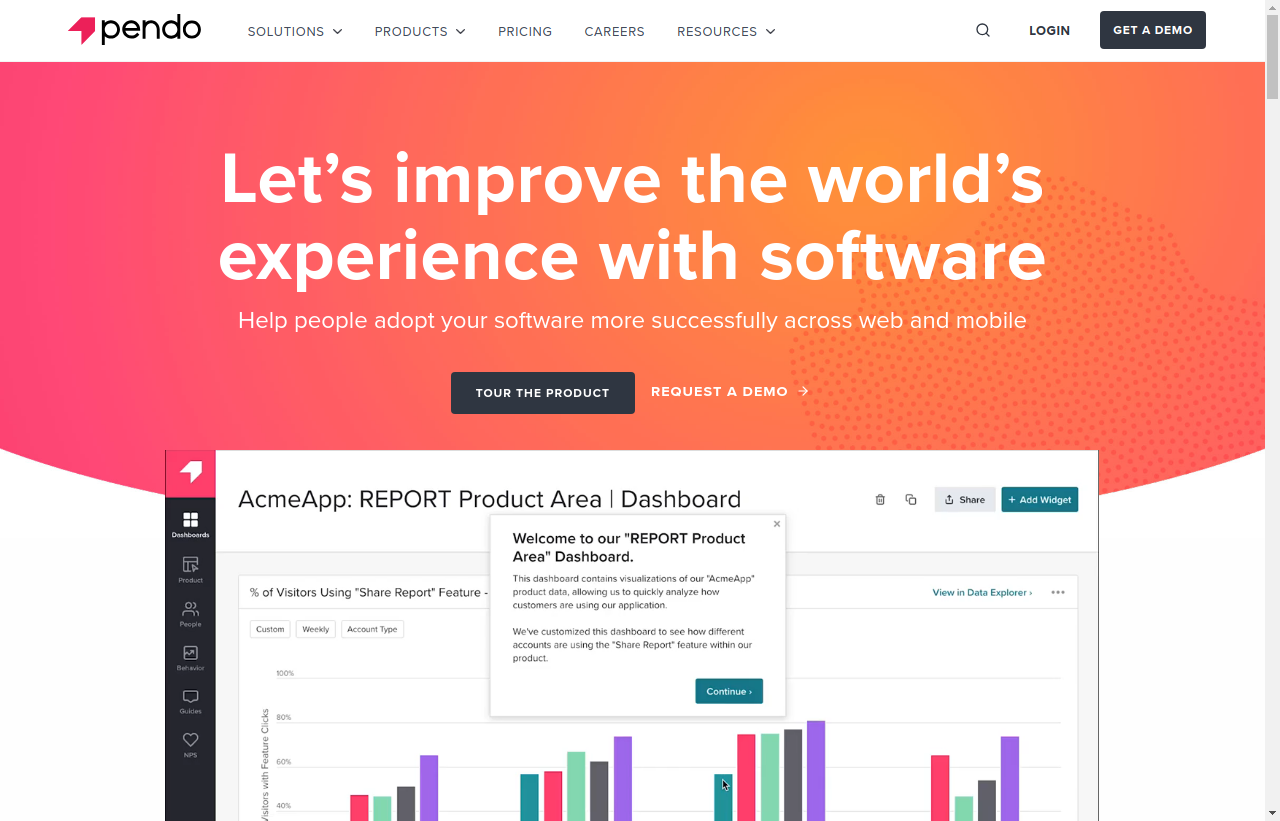 pendo
SOLUTIONS PRODUCTS PRICING CAREERS RESOURCES LOGIN GET A DEMO
Let’s improve the world’s
experience with software
Help people adopt your software more successfully across web and mobile
TOUR THE PRODUCT REQUEST A DEMO →
AcmeApp: REPORT Product Area | Dashboard
Share + Add Widget
Dashboards
Product
People
Behavior
Guides
NPS
×
Welcome to our "REPORT Product
Area" Dashboard.
This dashboard contains visualizations of our "AcmeApp"
product data, allowing us to quickly analyze how
customers are using our application.
We've customized this dashboard to see how different
accounts are using the "Share Report" feature within our
product.
Continue ›
% of Visitors Using "Share Report" Feature -
View in Data Explorer ›
Custom Weekly Account Type
100%
80%
60%
40%
Visitors with Feature Clicks